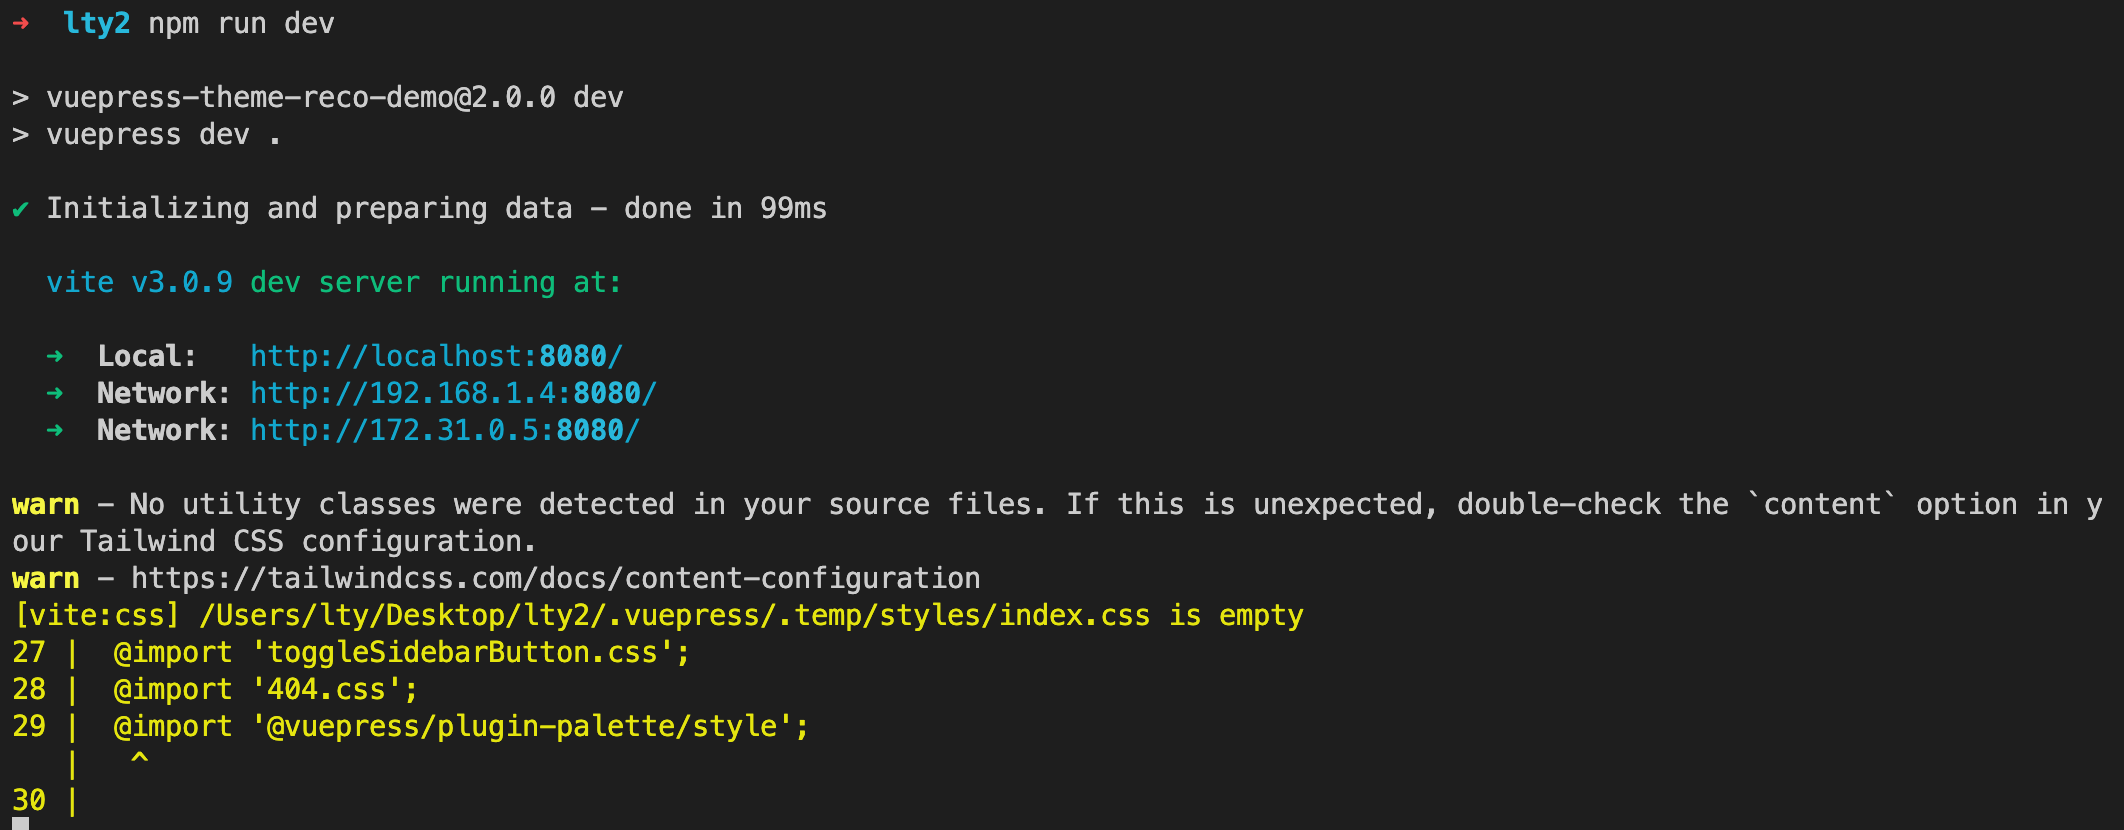 ➜  lty2 npm run dev

> vuepress-theme-reco-demo@2.0.0 dev
> vuepress dev .

✔ Initializing and preparing data - done in 99ms

  vite v3.0.9 dev server running at:

  ➜  Local:   http://localhost:8080/
  ➜  Network: http://192.168.1.4:8080/
  ➜  Network: http://172.31.0.5:8080/

warn - No utility classes were detected in your source files. If this is unexpected, double-check the `content` option in y
our Tailwind CSS configuration.
warn - https://tailwindcss.com/docs/content-configuration
[vite:css] /Users/lty/Desktop/lty2/.vuepress/.temp/styles/index.css is empty
27 |  @import 'toggleSidebarButton.css';
28 |  @import '404.css';
29 |  @import '@vuepress/plugin-palette/style';
   |   ^
30 |